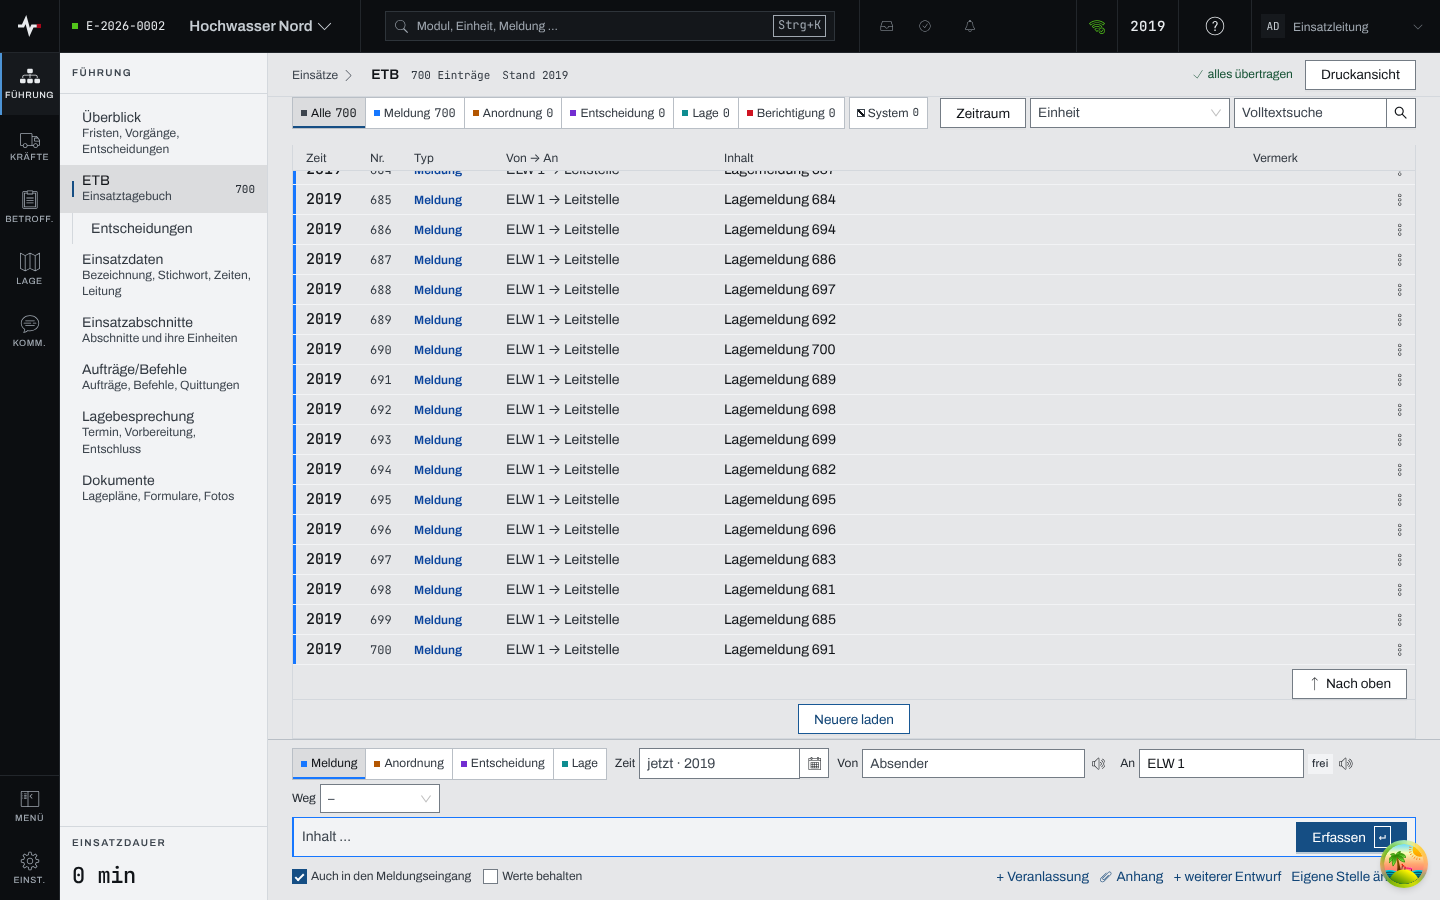 E-2026-0002 Hochwasser Nord Modul, Einheit, Meldung ... Strg+K 2019 ? AD Einsatzleitung
FÜHRUNG
KRÄFTE
BETROFF.
LAGE
KOMM.
MENÜ
EINST.
FÜHRUNG
Überblick
Fristen, Vorgänge,
Entscheidungen
ETB
Einsatztagebuch 700
Entscheidungen
Einsatzdaten
Bezeichnung, Stichwort, Zeiten,
Leitung
Einsatzabschnitte
Abschnitte und ihre Einheiten
Aufträge/Befehle
Aufträge, Befehle, Quittungen
Lagebesprechung
Termin, Vorbereitung,
Entschluss
Dokumente
Lagepläne, Formulare, Fotos
EINSATZDAUER
0 min
Einsätze ETB 700 Einträge Stand 2019 alles übertragen Druckansicht
Alle 700 Meldung 700 Anordnung 0 Entscheidung 0 Lage 0 Berichtigung 0 System 0 Zeitraum Einheit Volltextsuche
Zeit Nr. Typ Von → An Inhalt Vermerk
2019 685 Meldung ELW 1 → Leitstelle Lagemeldung 684
2019 686 Meldung ELW 1 → Leitstelle Lagemeldung 694
2019 687 Meldung ELW 1 → Leitstelle Lagemeldung 686
2019 688 Meldung ELW 1 → Leitstelle Lagemeldung 697
2019 689 Meldung ELW 1 → Leitstelle Lagemeldung 692
2019 690 Meldung ELW 1 → Leitstelle Lagemeldung 700
2019 691 Meldung ELW 1 → Leitstelle Lagemeldung 689
2019 692 Meldung ELW 1 → Leitstelle Lagemeldung 698
2019 693 Meldung ELW 1 → Leitstelle Lagemeldung 699
2019 694 Meldung ELW 1 → Leitstelle Lagemeldung 682
2019 695 Meldung ELW 1 → Leitstelle Lagemeldung 695
2019 696 Meldung ELW 1 → Leitstelle Lagemeldung 696
2019 697 Meldung ELW 1 → Leitstelle Lagemeldung 683
2019 698 Meldung ELW 1 → Leitstelle Lagemeldung 681
2019 699 Meldung ELW 1 → Leitstelle Lagemeldung 685
2019 700 Meldung ELW 1 → Leitstelle Lagemeldung 691
↑ Nach oben
Neuere laden
Meldung Anordnung Entscheidung Lage Zeit jetzt · 2019 Von Absender An ELW 1 frei
Weg –
Inhalt ... Erfassen ↵
Auch in den Meldungseingang Werte behalten + Veranlassung Anhang + weiterer Entwurf Eigene Stelle